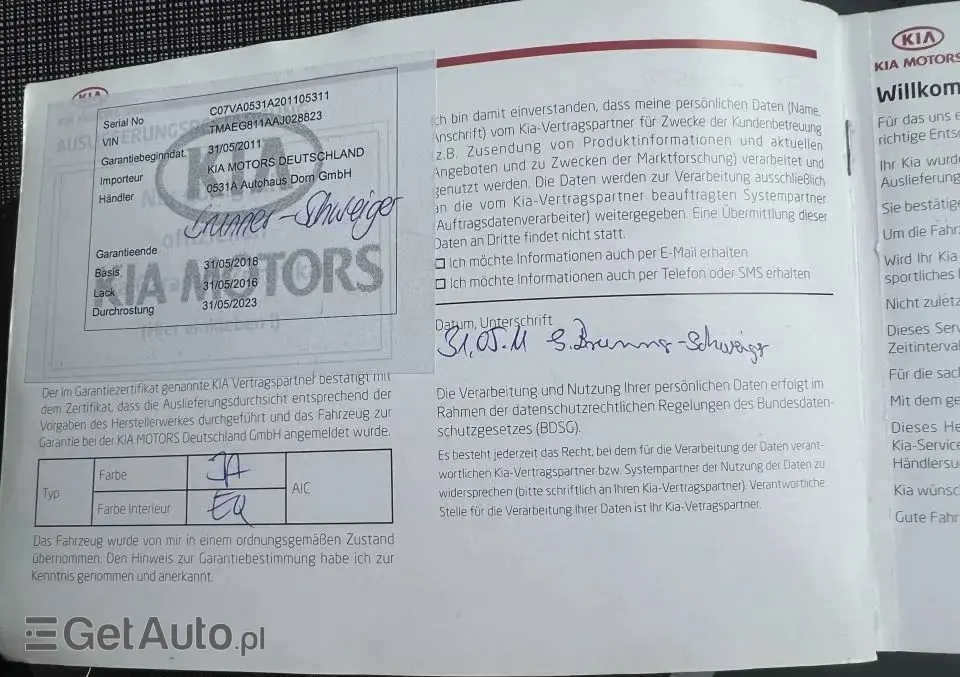 KIA
Serial No C07VA0531A201105311
VIN TMAEG811AAJ028823
Garantiebeginndat. 31/05/2011
Importeur KIA MOTORS DEUTSCHLAND
Händler 0531A Autohaus Dorn GmbH
Brunner-Schweiger
Garantieende
Basis 31/05/2018
Lack 31/05/2016
Durchrostung 31/05/2023
KIA MOTORS
(hier einkleben!)
Der im Garantiezertifikat genannte KIA Vertragspartner bestätigt mit
dem Zertifikat, dass die Auslieferungsdurchsicht entsprechend der
Vorgaben des Herstellerwerkes durchgeführt und das Fahrzeug zur
Garantie bei der KIA MOTORS Deutschland GmbH angemeldet wurde.
Typ Farbe JA AIC
Farbe Interieur EQ
Das Fahrzeug wurde von mir in einem ordnungsgemäßen Zustand
übernommen. Den Hinweis zur Garantiebestimmung habe ich zur
Kenntnis genommen und anerkannt.
ch bin damit einverstanden, dass meine persönlichen Daten (Name,
Anschrift) vom Kia-Vertragspartner für Zwecke der Kundenbetreuung
z.B. Zusendung von Produktinformationen und aktuellen
Angeboten und zu Zwecken der Marktforschung) verarbeitet und
genutzt werden. Die Daten werden zur Verarbeitung ausschließlich
an die vom Kia-Vertragspartner beauftragten Systempartner
Auftragsdatenverarbeiter) weitergegeben. Eine Übermittlung dieser
Daten an Dritte findet nicht statt.
Ich möchte Informationen auch per E-Mail erhalten
Ich möchte Informationen auch per Telefon oder SMS erhalten
Datum, Unterschrift
31.05.11 S.Brunner-Schweiger
Die Verarbeitung und Nutzung Ihrer persönlichen Daten erfolgt im
Rahmen der datenschutzrechtlichen Regelungen des Bundesdaten-
schutzgesetzes (BDSG).
Es besteht jederzeit das Recht, bei dem für die Verarbeitung der Daten verant-
wortlichen Kia-Vertragspartner bzw. Systempartner der Nutzung der Daten zu
widersprechen (bitte schriftlich an Ihren Kia-Vertragspartner). Verantwortliche
Stelle für die Verarbeitung Ihrer Daten ist Ihr Kia-Vetragspartner.
KIA
KIA MOTORS
Willkom
Für das uns e
richtige Ents
Ihr Kia wurd
Auslieferung
Sie bestätige
Um die Fahr
Wird Ihr Kia
sportliches
Nicht zuletz
Dieses Serv
Zeitinterval
Für die sac
Mit dem ge
Dieses He
Kia-Service
Händlersu
Kia wünsc
Gute Fahr
GetAuto.pl